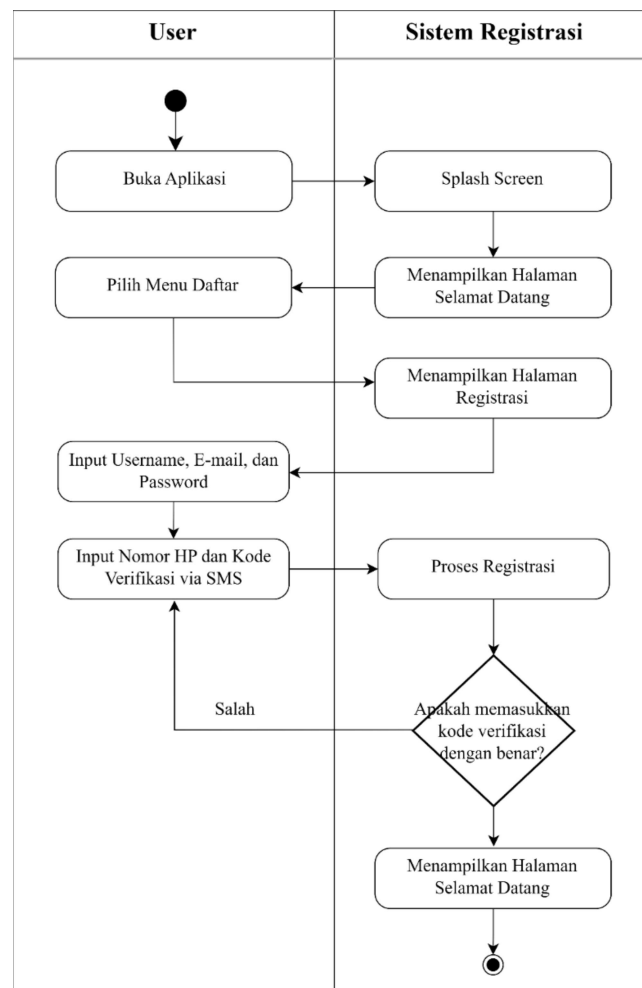 User
Sistem Registrasi
Buka Aplikasi
Splash Screen
Pilih Menu Daftar
Menampilkan Halaman
Selamat Datang
Menampilkan Halaman
Registrasi
Input Username, E-mail, dan
Password
Input Nomor HP dan Kode
Verifikasi via SMS
Proses Registrasi
Salah
Apakah memasukkan
kode verifikasi
dengan benar?
Menampilkan Halaman
Selamat Datang